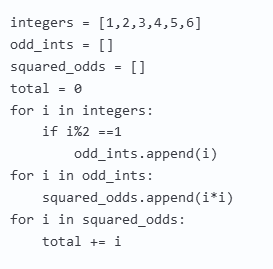 integers = [1,2,3,4,5,6]
odd_ints = []
squared_odds = []
total = 0
for i in integers:
    if i%2 ==1
        odd_ints.append(i)
for i in odd_ints:
    squared_odds.append(i*i)
for i in squared_odds:
    total += i